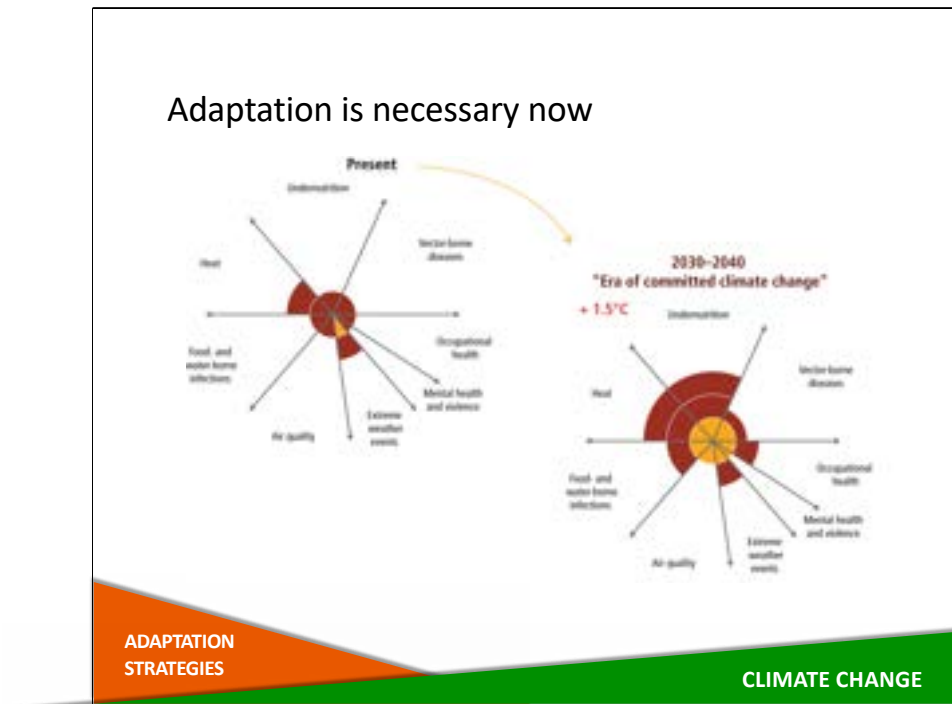 Adaptation is necessary now
Present
Undernutrition
Vector-borne
diseases
Heat
Occupational
health
Food- and
water-borne
infections
Mental health
and violence
Extreme
weather
events
Air quality
2030–2040
"Era of committed climate change"
+ 1.5°C
Undernutrition
Vector-borne
diseases
Heat
Occupational
health
Food- and
water-borne
infections
Mental health
and violence
Extreme
weather
events
Air quality
ADAPTATION
STRATEGIES
CLIMATE CHANGE